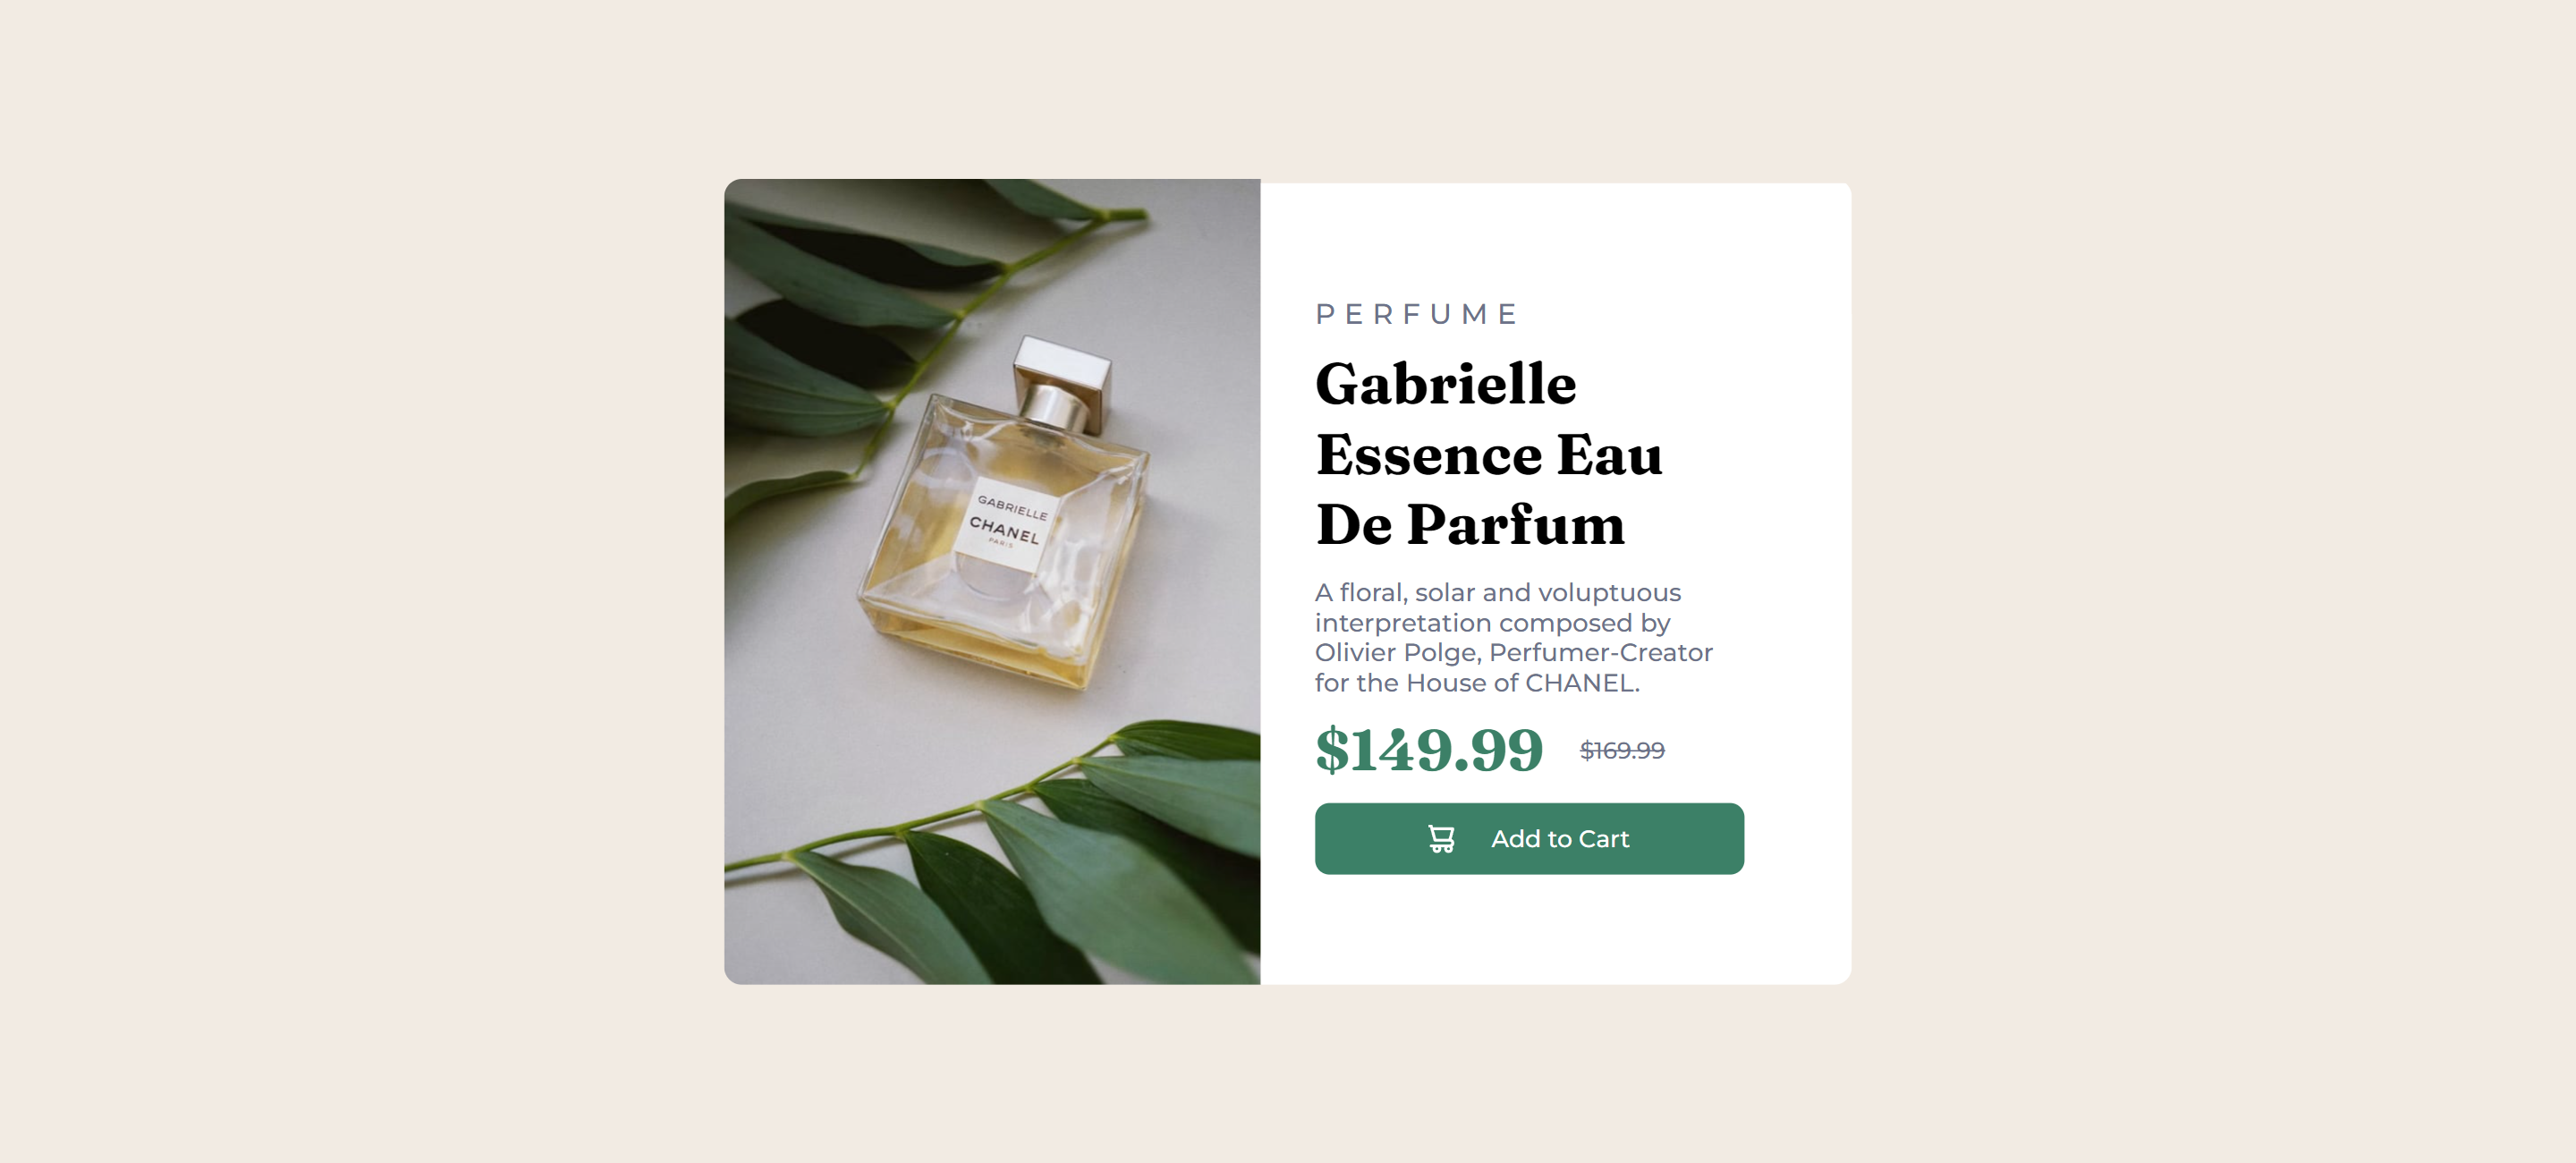 GABRIELLE
CHANEL
PARIS
PERFUME
Gabrielle
Essence Eau
De Parfum
A floral, solar and voluptuous
interpretation composed by
Olivier Polge, Perfumer-Creator
for the House of CHANEL.
$149.99 $169.99
Add to Cart